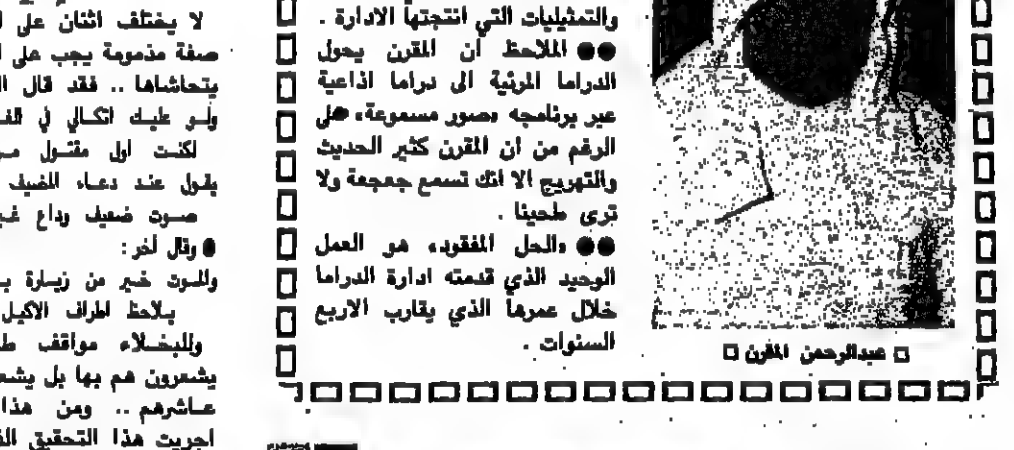 والتمثيليات التي انتجتها الادارة .
●● الملاحظ ان المقرن يحول
الدراما المرئية الى دراما اذاعية
عبر برنامجه «صور مسموعة» على
الرغم من ان المقرن كثير الحديث
والتهريج الا انك تسمع جعجعة ولا
ترى طحينا .
●● «الحل المفقود» هو العمل
الوحيد الذي قدمته ادارة الدراما
خلال عمرها الذي يقارب الاربع
السنوات .
□ عبدالرحمن المقرن □
لا يختلف اثنان على
صفة مذمومة يجب على
يتحاشاها .. فقد قال
ولو عليك اتكالي في
لكنت اول مقتول
يقول عند دعاء المضيف
صوت ضعيف وداع
● وقال آخر :
والموت خير من زيارة
يلاحظ اطراف الاكيل
وللبخلاء مواقف
يشعرون هم بها بل
عاشرهم .. ومن هذا
اجريت هذا التحقيق